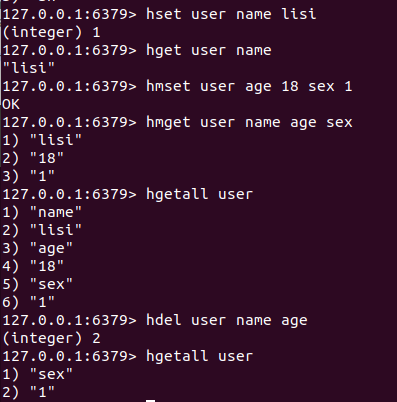 127.0.0.1:6379> hset user name lisi
(integer) 1
127.0.0.1:6379> hget user name
"lisi"
127.0.0.1:6379> hmset user age 18 sex 1
OK
127.0.0.1:6379> hmget user name age sex
1) "lisi"
2) "18"
3) "1"
127.0.0.1:6379> hgetall user
1) "name"
2) "lisi"
3) "age"
4) "18"
5) "sex"
6) "1"
127.0.0.1:6379> hdel user name age
(integer) 2
127.0.0.1:6379> hgetall user
1) "sex"
2) "1"